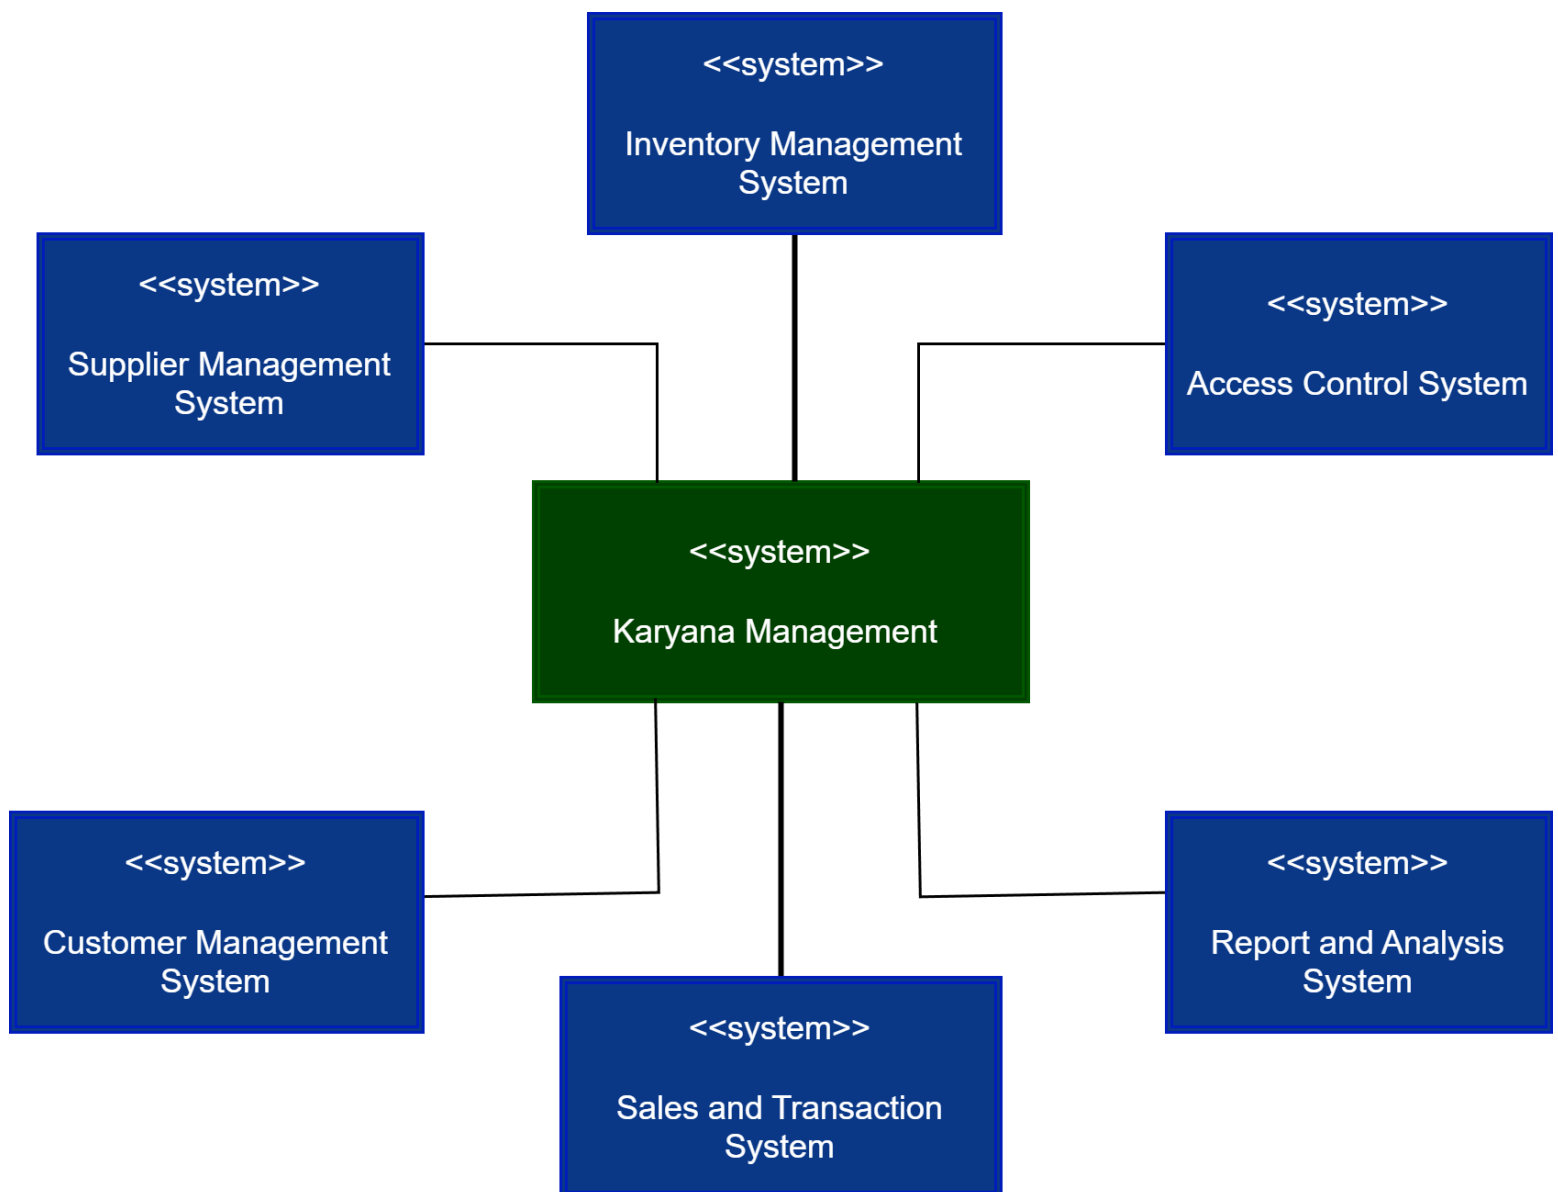 <<system>>
Inventory Management
System
<<system>>
Supplier Management
System
<<system>>
Access Control System
<<system>>
Karyana Management
<<system>>
Customer Management
System
<<system>>
Report and Analysis
System
<<system>>
Sales and Transaction
System